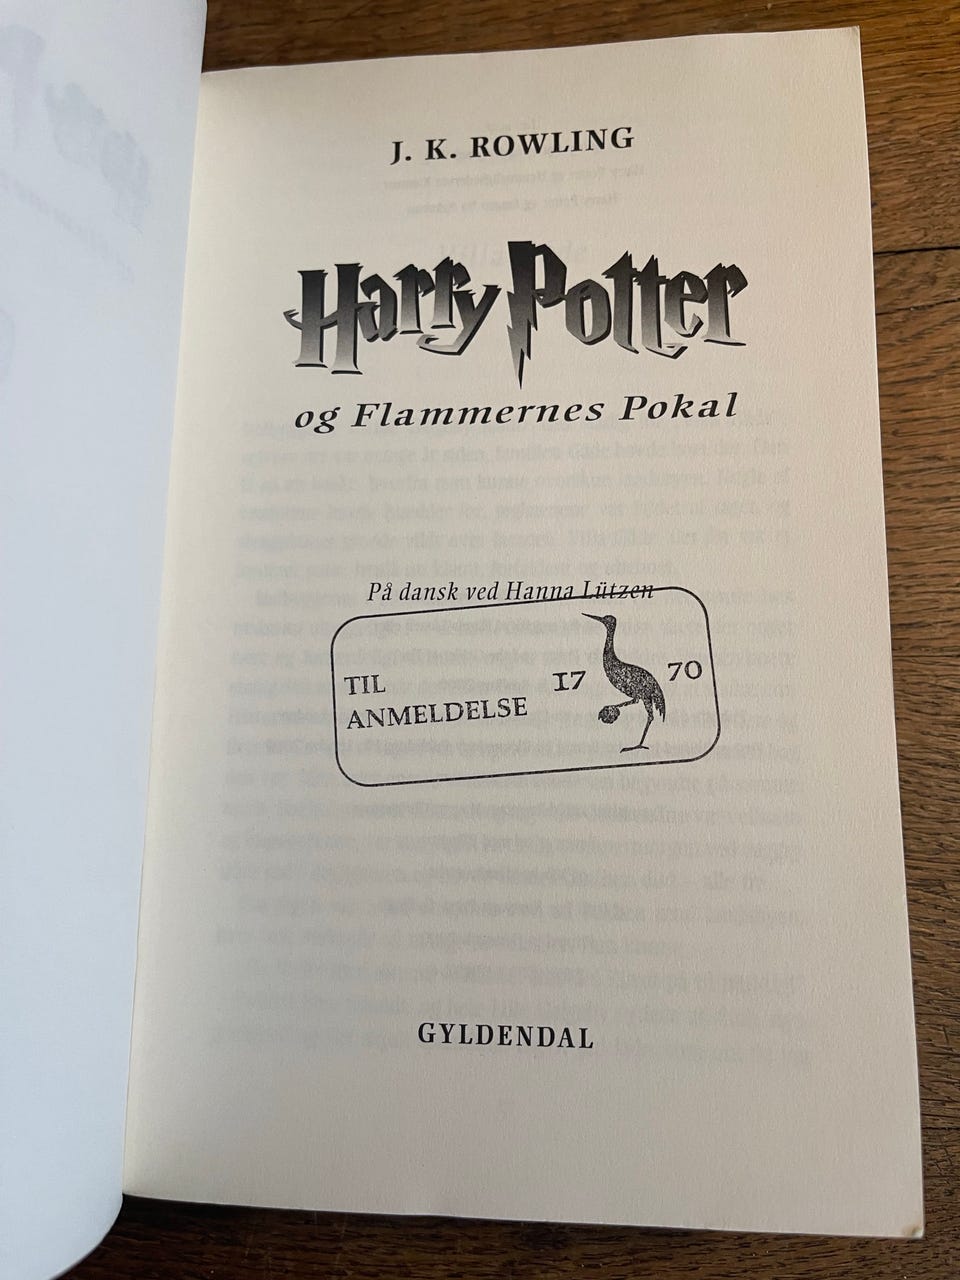 J. K. ROWLING
Harry Potter
og Flammernes Pokal
På dansk ved Hanna Lützen
TIL
ANMELDELSE
17 70
GYLDENDAL